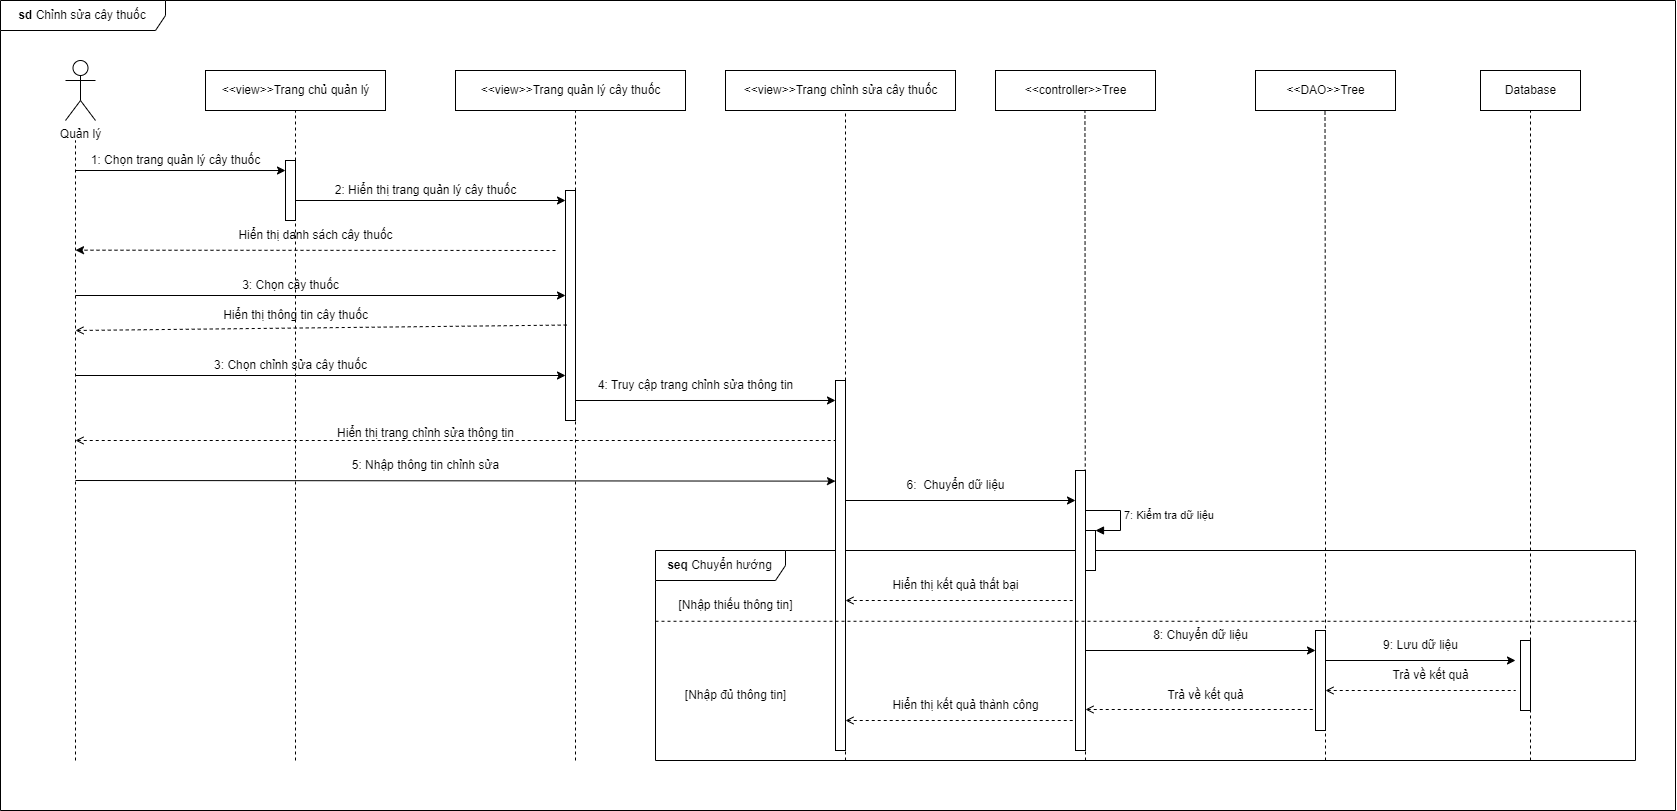 sd Chỉnh sửa cây thuốc
Quản lý
<<view>>Trang chủ quản lý
<<view>>Trang quản lý cây thuốc
<<view>>Trang chỉnh sửa cây thuốc
<<controller>>Tree
<<DAO>>Tree
Database
1: Chọn trang quản lý cây thuốc
2: Hiển thị trang quản lý cây thuốc
Hiển thị danh sách cây thuốc
3: Chọn cây thuốc
Hiển thị thông tin cây thuốc
3: Chọn chỉnh sửa cây thuốc
4: Truy cập trang chỉnh sửa thông tin
Hiển thị trang chỉnh sửa thông tin
5: Nhập thông tin chỉnh sửa
6: Chuyển dữ liệu
7: Kiểm tra dữ liệu
seq Chuyển hướng
Hiển thị kết quả thất bại
[Nhập thiếu thông tin]
8: Chuyển dữ liệu
9: Lưu dữ liệu
Trả về kết quả
[Nhập đủ thông tin]
Trả về kết quả
Hiển thị kết quả thành công